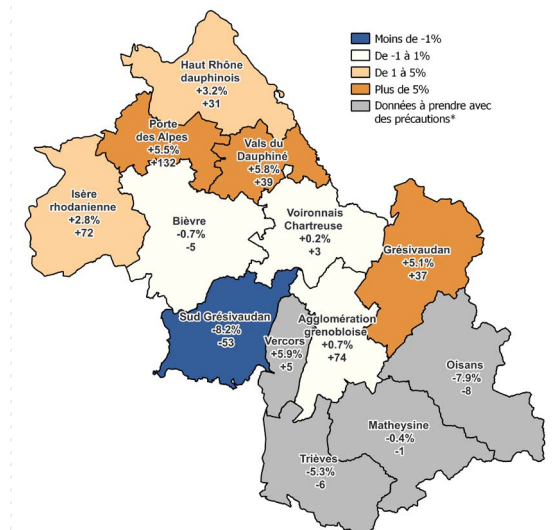 Moins de -1%
De -1 à 1%
De 1 à 5%
Plus de 5%
Données à prendre avec
des précautions*
Haut Rhône
dauphinois
+3.2%
+31
Porte
des Alpes
+5.5%
+132
Vals du
Dauphiné
+5.8%
+39
Isère
rhodanienne
+2.8%
+72
Bièvre
-0.7%
-5
Voironnais
Chartreuse
+0.2%
+3
Grésivaudan
+5.1%
+37
Sud Grésivaudan
-8.2%
-53
Vercors
+5.9%
+5
Agglomération
grenobloise
+0.7%
+74
Oisans
-7.9%
-8
Matheysine
-0.4%
-1
Trièves
-5.3%
-6